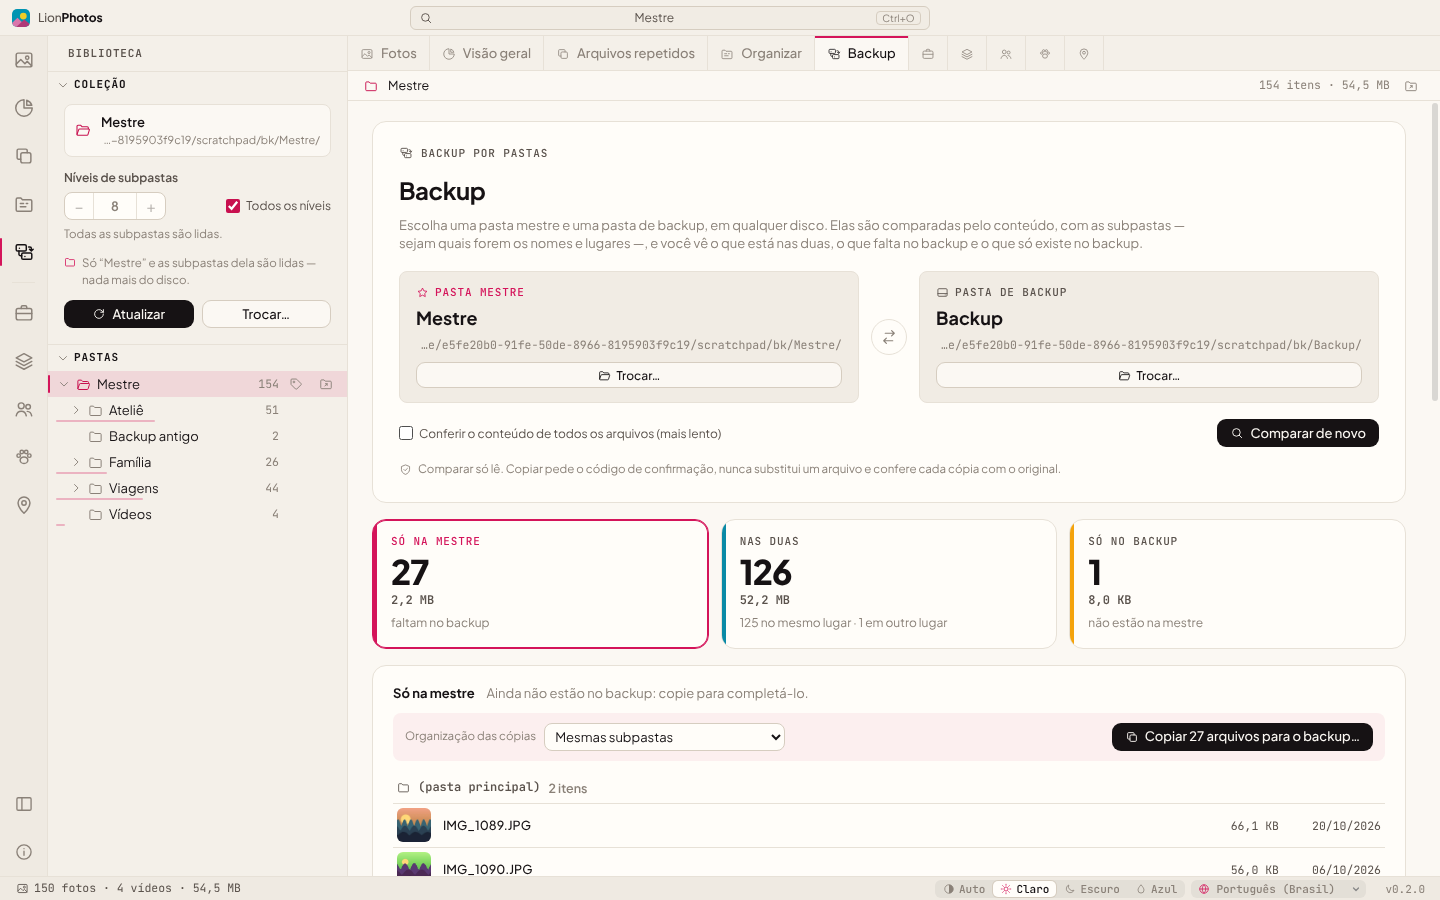 LionPhotos
Mestre
Ctrl+O
BIBLIOTECA
Fotos
Visão geral
Arquivos repetidos
Organizar
Backup
COLEÇÃO
Mestre
…-8195903f9c19/scratchpad/bk/Mestre/
Níveis de subpastas
− 8 +
Todos os níveis
Todas as subpastas são lidas.
Só “Mestre” e as subpastas dela são lidas —
nada mais do disco.
Atualizar
Trocar…
PASTAS
Mestre 154
Ateliê 51
Backup antigo 2
Família 26
Viagens 44
Vídeos 4
Mestre
154 itens · 54,5 MB
BACKUP POR PASTAS
Backup
Escolha uma pasta mestre e uma pasta de backup, em qualquer disco. Elas são comparadas pelo conteúdo, com as subpastas —
sejam quais forem os nomes e lugares —, e você vê o que está nas duas, o que falta no backup e o que só existe no backup.
PASTA MESTRE
Mestre
…e/e5fe20b0-91fe-50de-8966-8195903f9c19/scratchpad/bk/Mestre/
Trocar…
PASTA DE BACKUP
Backup
…e/e5fe20b0-91fe-50de-8966-8195903f9c19/scratchpad/bk/Backup/
Trocar…
Conferir o conteúdo de todos os arquivos (mais lento)
Comparar de novo
Comparar só lê. Copiar pede o código de confirmação, nunca substitui um arquivo e confere cada cópia com o original.
SÓ NA MESTRE
27
2,2 MB
faltam no backup
NAS DUAS
126
52,2 MB
125 no mesmo lugar · 1 em outro lugar
SÓ NO BACKUP
1
8,0 KB
não estão na mestre
Só na mestre Ainda não estão no backup: copie para completá-lo.
Organização das cópias
Mesmas subpastas
Copiar 27 arquivos para o backup…
(pasta principal) 2 itens
IMG_1089.JPG 66,1 KB 20/10/2026
IMG_1090.JPG 56,0 KB 06/10/2026
150 fotos · 4 vídeos · 54,5 MB
Auto
Claro
Escuro
Azul
Português (Brasil)
v0.2.0